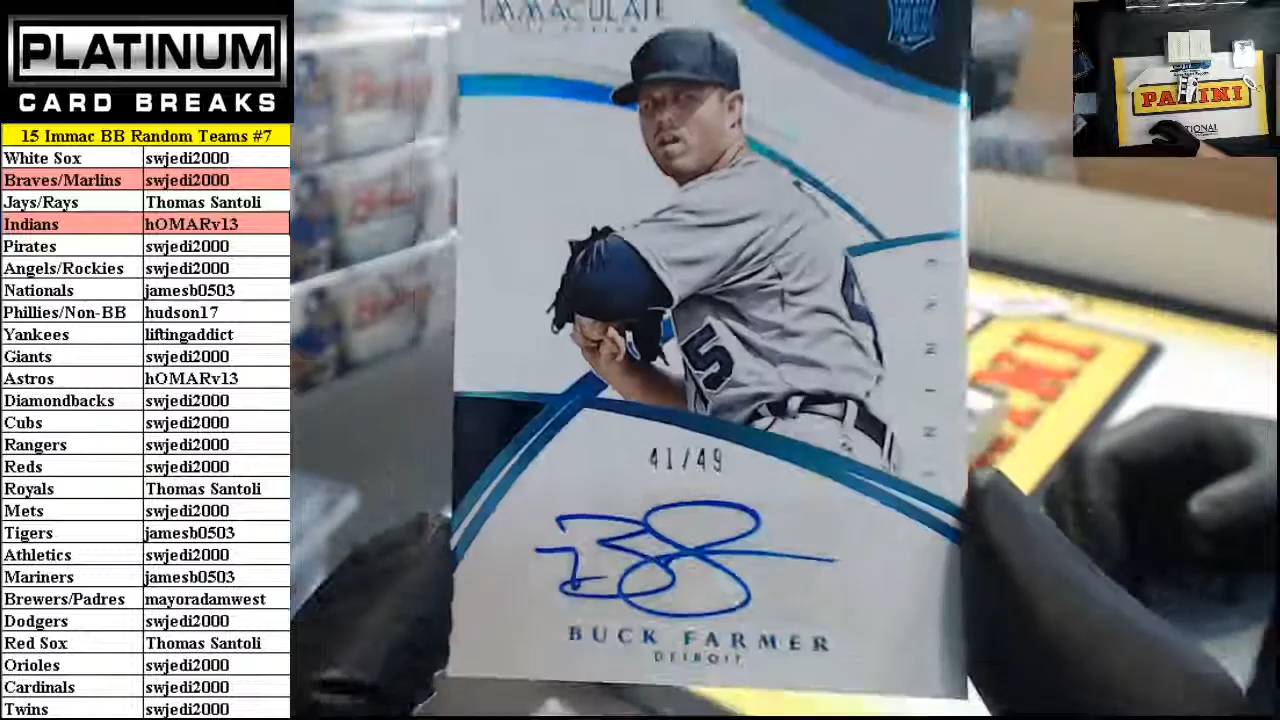 PLATINUM
CARD BREAKS
15 Immac BB Random Teams #7
White Sox swjedi2000
Braves/Marlins swjedi2000
Jays/Rays Thomas Santoli
Indians hOMARv13
Pirates swjedi2000
Angels/Rockies swjedi2000
Nationals jamesb0503
Phillies/Non-BB hudson17
Yankees liftingaddict
Giants swjedi2000
Astros hOMARv13
Diamondbacks swjedi2000
Cubs swjedi2000
Rangers swjedi2000
Reds swjedi2000
Royals Thomas Santoli
Mets swjedi2000
Tigers jamesb0503
Athletics swjedi2000
Mariners jamesb0503
Brewers/Padres mayoradamwest
Dodgers swjedi2000
Red Sox Thomas Santoli
Orioles swjedi2000
Cardinals swjedi2000
Twins swjedi2000
IMMACULATE
45
41/49
BUCK FARMER
DETROIT
PANINI